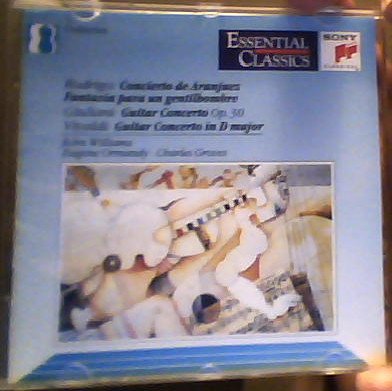 ESSENTIAL
CLASSICS
SONY
CLASSICAL
Rodrigo: Concierto de Aranjuez
Fantasia para un gentilhombre
Giuliani: Guitar Concerto Op. 30
Vivaldi: Guitar Concerto in D major
John Williams
Eugene Ormandy Charles Groves